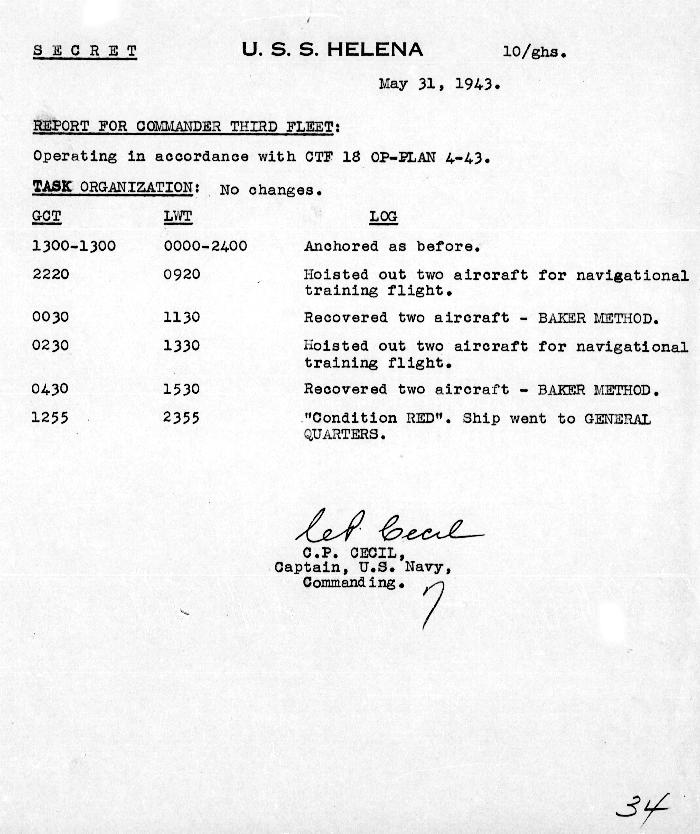 S E C R E T U. S. S. HELENA 10/ghs.
May 31, 1943.
REPORT FOR COMMANDER THIRD FLEET:
Operating in accordance with CTF 18 OP-PLAN 4-43.
TASK ORGANIZATION: No changes.
GCT LWT LOG
1300-1300 0000-2400 Anchored as before.
2220 0920 Hoisted out two aircraft for navigational
training flight.
0030 1130 Recovered two aircraft - BAKER METHOD.
0230 1330 Hoisted out two aircraft for navigational
training flight.
0430 1530 Recovered two aircraft - BAKER METHOD.
1255 2355 "Condition RED". Ship went to GENERAL
QUARTERS.
C.P. Cecil
C.P. CECIL,
Captain, U.S. Navy,
Commanding.
34